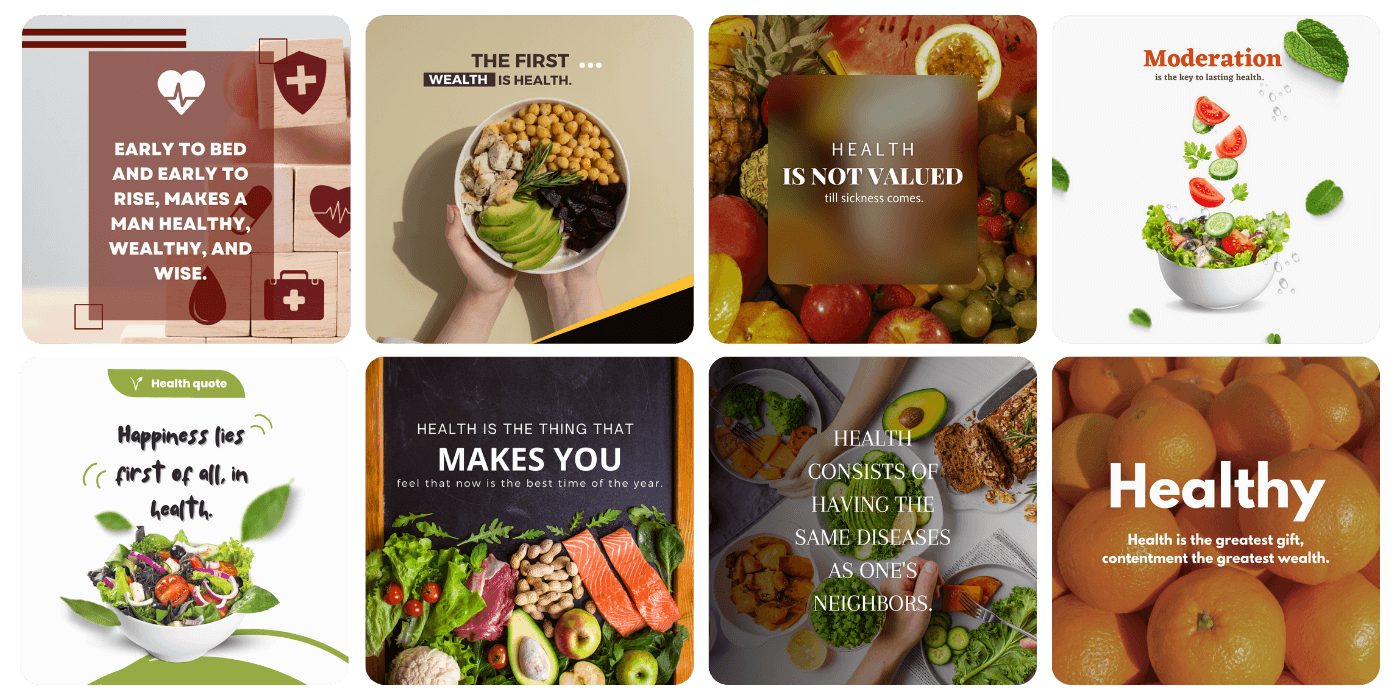 EARLY TO BED
AND EARLY TO
RISE, MAKES A
MAN HEALTHY,
WEALTHY, AND
WISE.
THE FIRST
WEALTH IS HEALTH.
HEALTH
IS NOT VALUED
till sickness comes.
Moderation
is the key to lasting health.
Health quote
Happiness lies
first of all, in
health.
HEALTH IS THE THING THAT
MAKES YOU
feel that now is the best time of the year.
HEALTH
CONSISTS OF
HAVING THE
SAME DISEASES
AS ONE'S
NEIGHBORS.
Healthy
Health is the greatest gift,
contentment the greatest wealth.